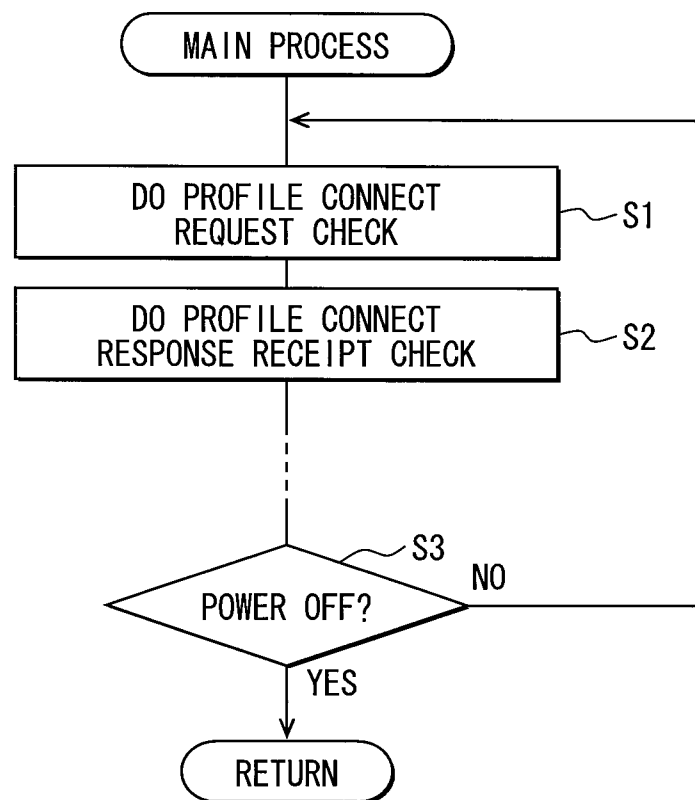 MAIN PROCESS
DO PROFILE CONNECT
REQUEST CHECK
S1
DO PROFILE CONNECT
RESPONSE RECEIPT CHECK
S2
S3
POWER OFF?
NO
YES
RETURN